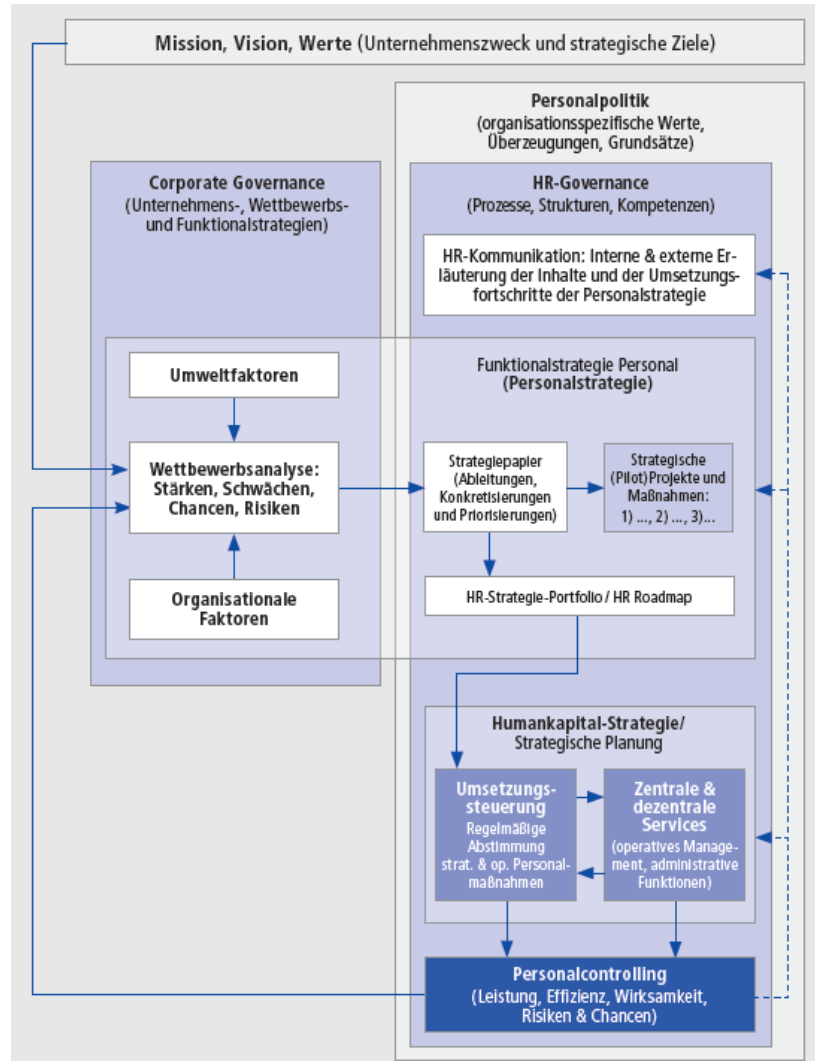 Mission, Vision, Werte (Unternehmenszweck und strategische Ziele)
Personalpolitik
(organisationsspezifische Werte,
Überzeugungen, Grundsätze)
Corporate Governance
(Unternehmens-, Wettbewerbs-
und Funktionalstrategien)
HR-Governance
(Prozesse, Strukturen, Kompetenzen)
HR-Kommunikation: Interne & externe Er-
läuterung der Inhalte und der Umsetzungs-
fortschritte der Personalstrategie
Umweltfaktoren
Funktionalstrategie Personal
(Personalstrategie)
Wettbewerbsanalyse:
Stärken, Schwächen,
Chancen, Risiken
Strategiepapier
(Ableitungen,
Konkretisierungen
und Priorisierungen)
Strategische
(Pilot)Projekte und
Maßnahmen:
1) ..., 2) ..., 3)...
Organisationale
Faktoren
HR-Strategie-Portfolio / HR Roadmap
Humankapital-Strategie/
Strategische Planung
Umsetzungs-
steuerung
Regelmäßige
Abstimmung
strat. & op. Personal-
maßnahmen
Zentrale &
dezentrale
Services
(operatives Manage-
ment, administrative
Funktionen)
Personalcontrolling
(Leistung, Effizienz, Wirksamkeit,
Risiken & Chancen)